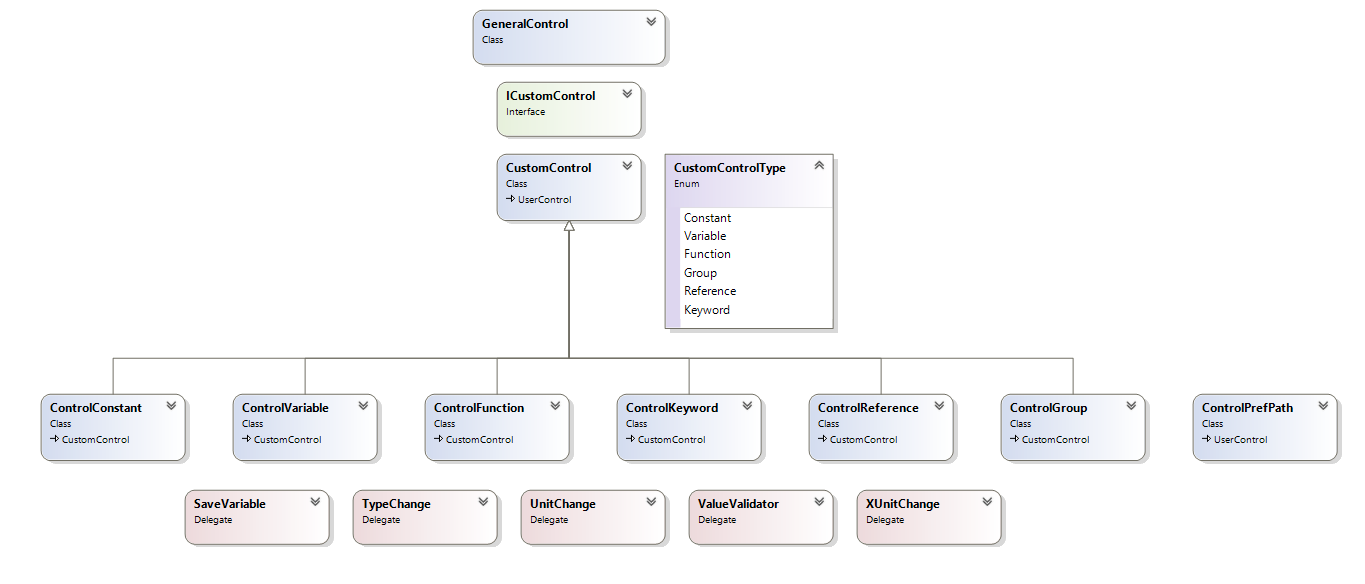 GeneralControl
Class
ICustomControl
Interface
CustomControl
Class
UserControl
CustomControlType
Enum
Constant
Variable
Function
Group
Reference
Keyword
ControlConstant
Class
CustomControl
ControlVariable
Class
CustomControl
ControlFunction
Class
CustomControl
ControlKeyword
Class
CustomControl
ControlReference
Class
CustomControl
ControlGroup
Class
CustomControl
ControlPrefPath
Class
UserControl
SaveVariable
Delegate
TypeChange
Delegate
UnitChange
Delegate
ValueValidator
Delegate
XUnitChange
Delegate